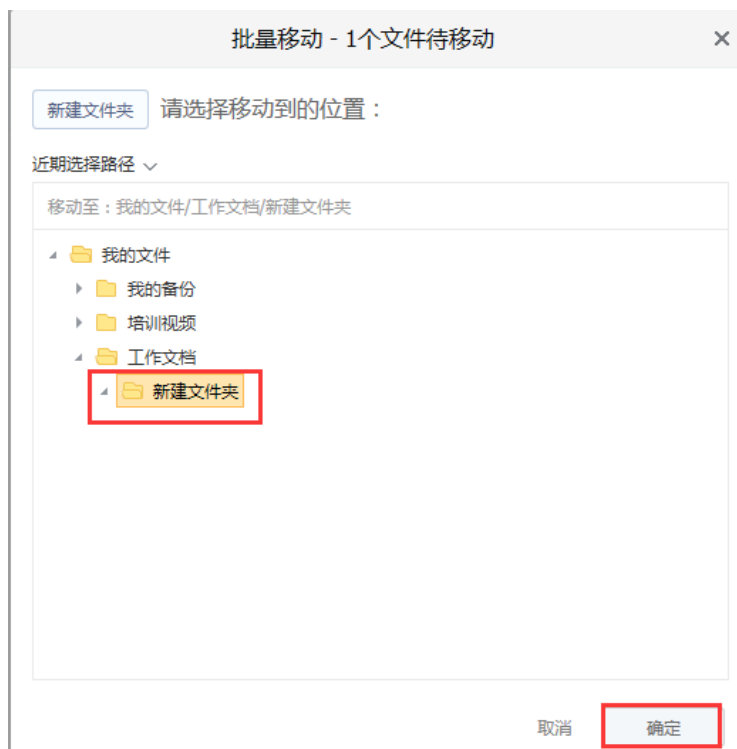 批量移动 - 1个文件待移动
新建文件夹 请选择移动到的位置：
近期选择路径
移动至：我的文件/工作文档/新建文件夹
我的文件
我的备份
培训视频
工作文档
新建文件夹
取消 确定